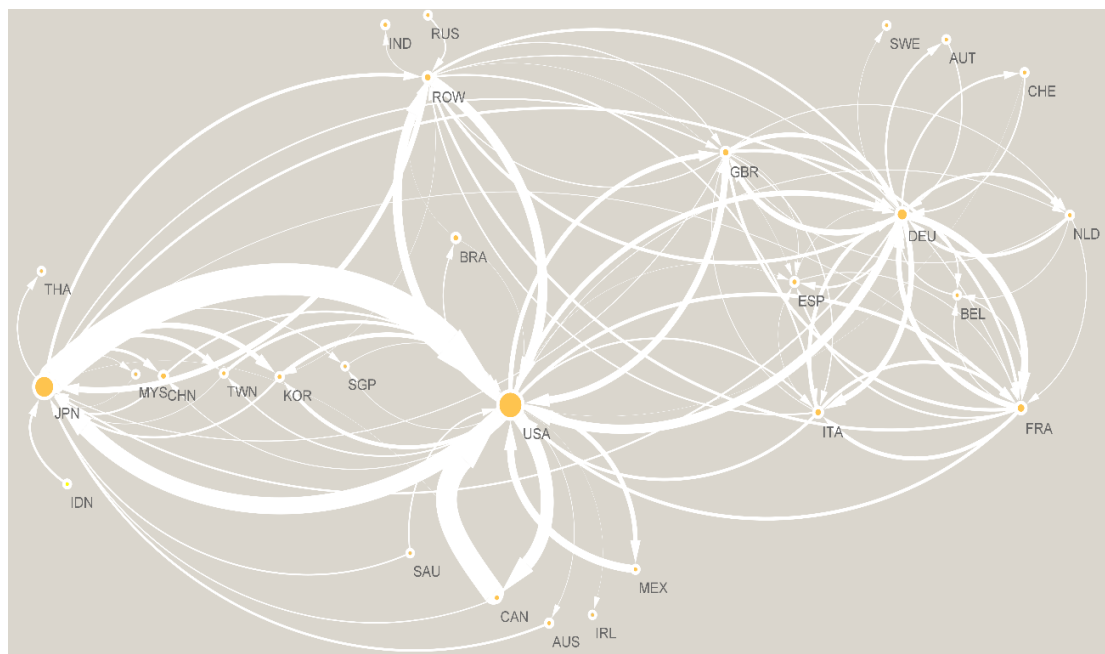 IND
RUS
ROW
SWE
AUT
CHE
GBR
DEU
NLD
BRA
THA
ESP
BEL
JPN
MYS
CHN
TWN
KOR
SGP
USA
ITA
FRA
IDN
SAU
CAN
MEX
AUS
IRL